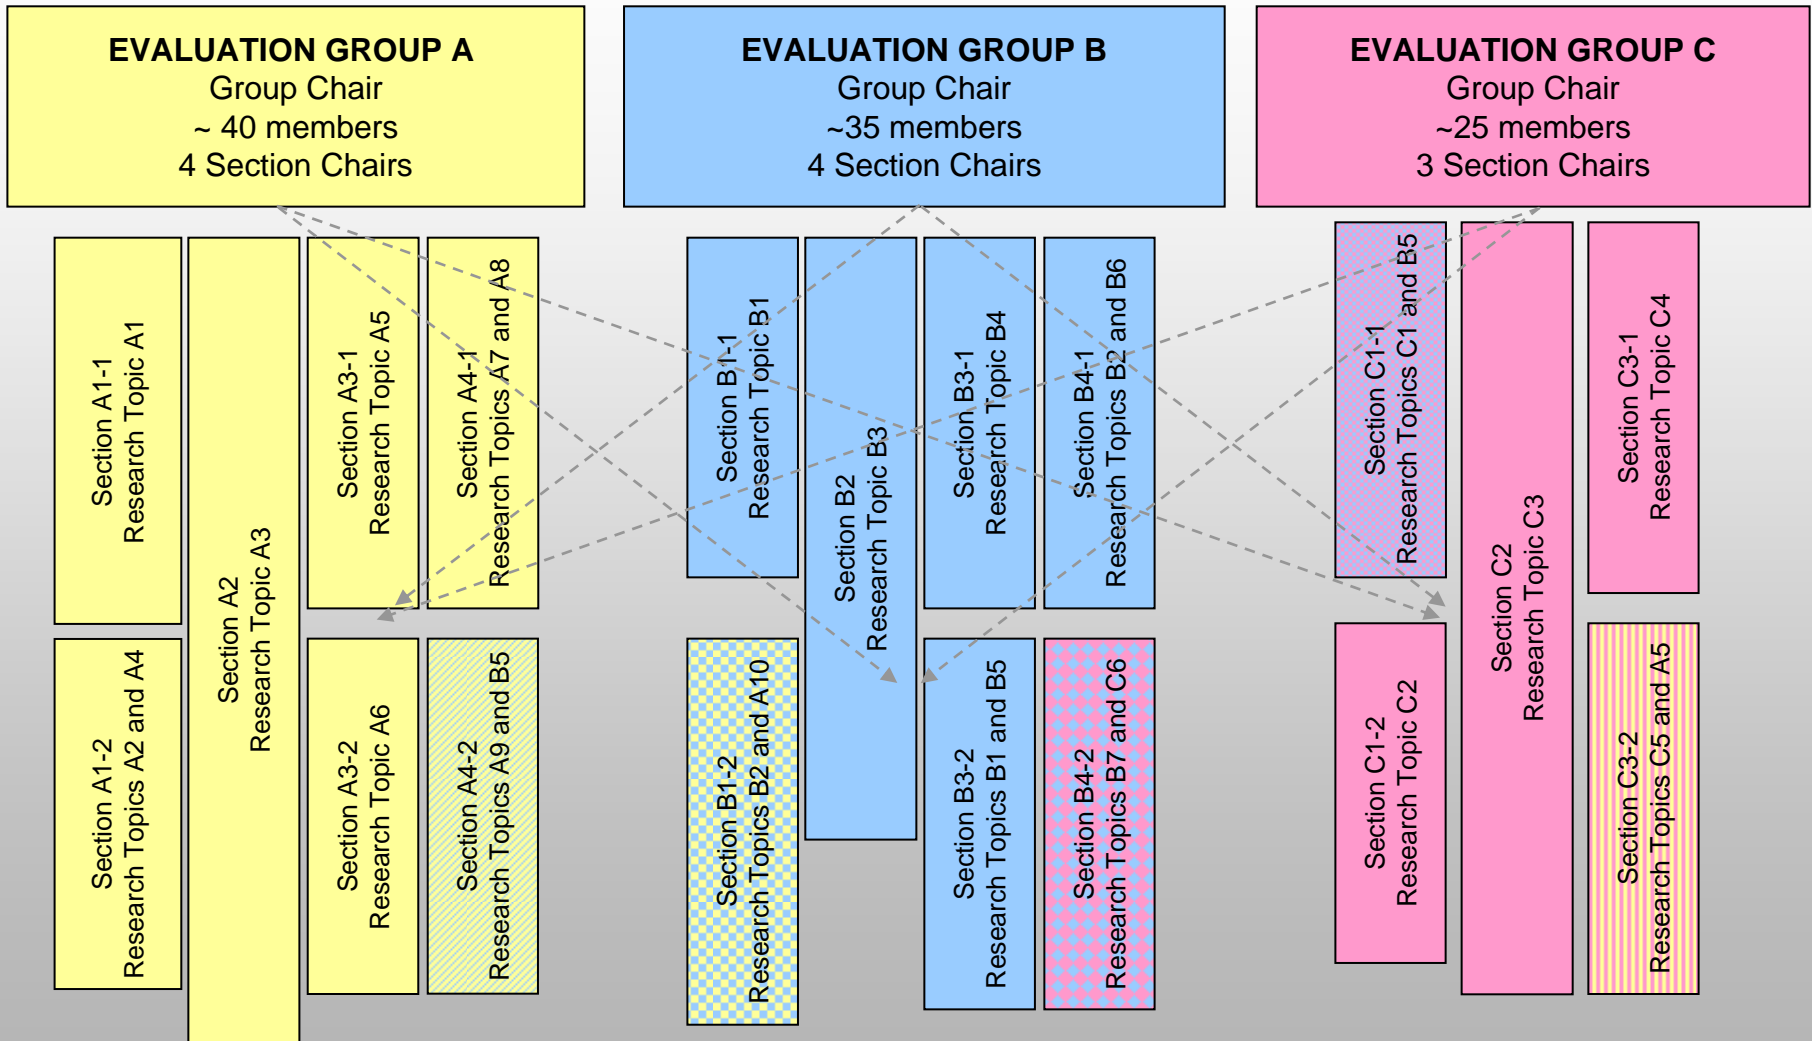 EVALUATION GROUP A
Group Chair
~ 40 members
4 Section Chairs
EVALUATION GROUP B
Group Chair
~35 members
4 Section Chairs
EVALUATION GROUP C
Group Chair
~25 members
3 Section Chairs
Section A1-1
Research Topic A1
Section A1-2
Research Topics A2 and A4
Section A2
Research Topic A3
Section A3-1
Research Topic A5
Section A3-2
Research Topic A6
Section A4-1
Research Topics A7 and A8
Section A4-2
Research Topics A9 and B5
Section B1-1
Research Topic B1
Section B1-2
Research Topics B2 and A10
Section B2
Research Topic B3
Section B3-1
Research Topic B4
Section B3-2
Research Topics B1 and B5
Section B4-1
Research Topics B2 and B6
Section B4-2
Research Topics B7 and C6
Section C1-1
Research Topics C1 and B5
Section C1-2
Research Topic C2
Section C2
Research Topic C3
Section C3-1
Research Topic C4
Section C3-2
Research Topics C5 and A5